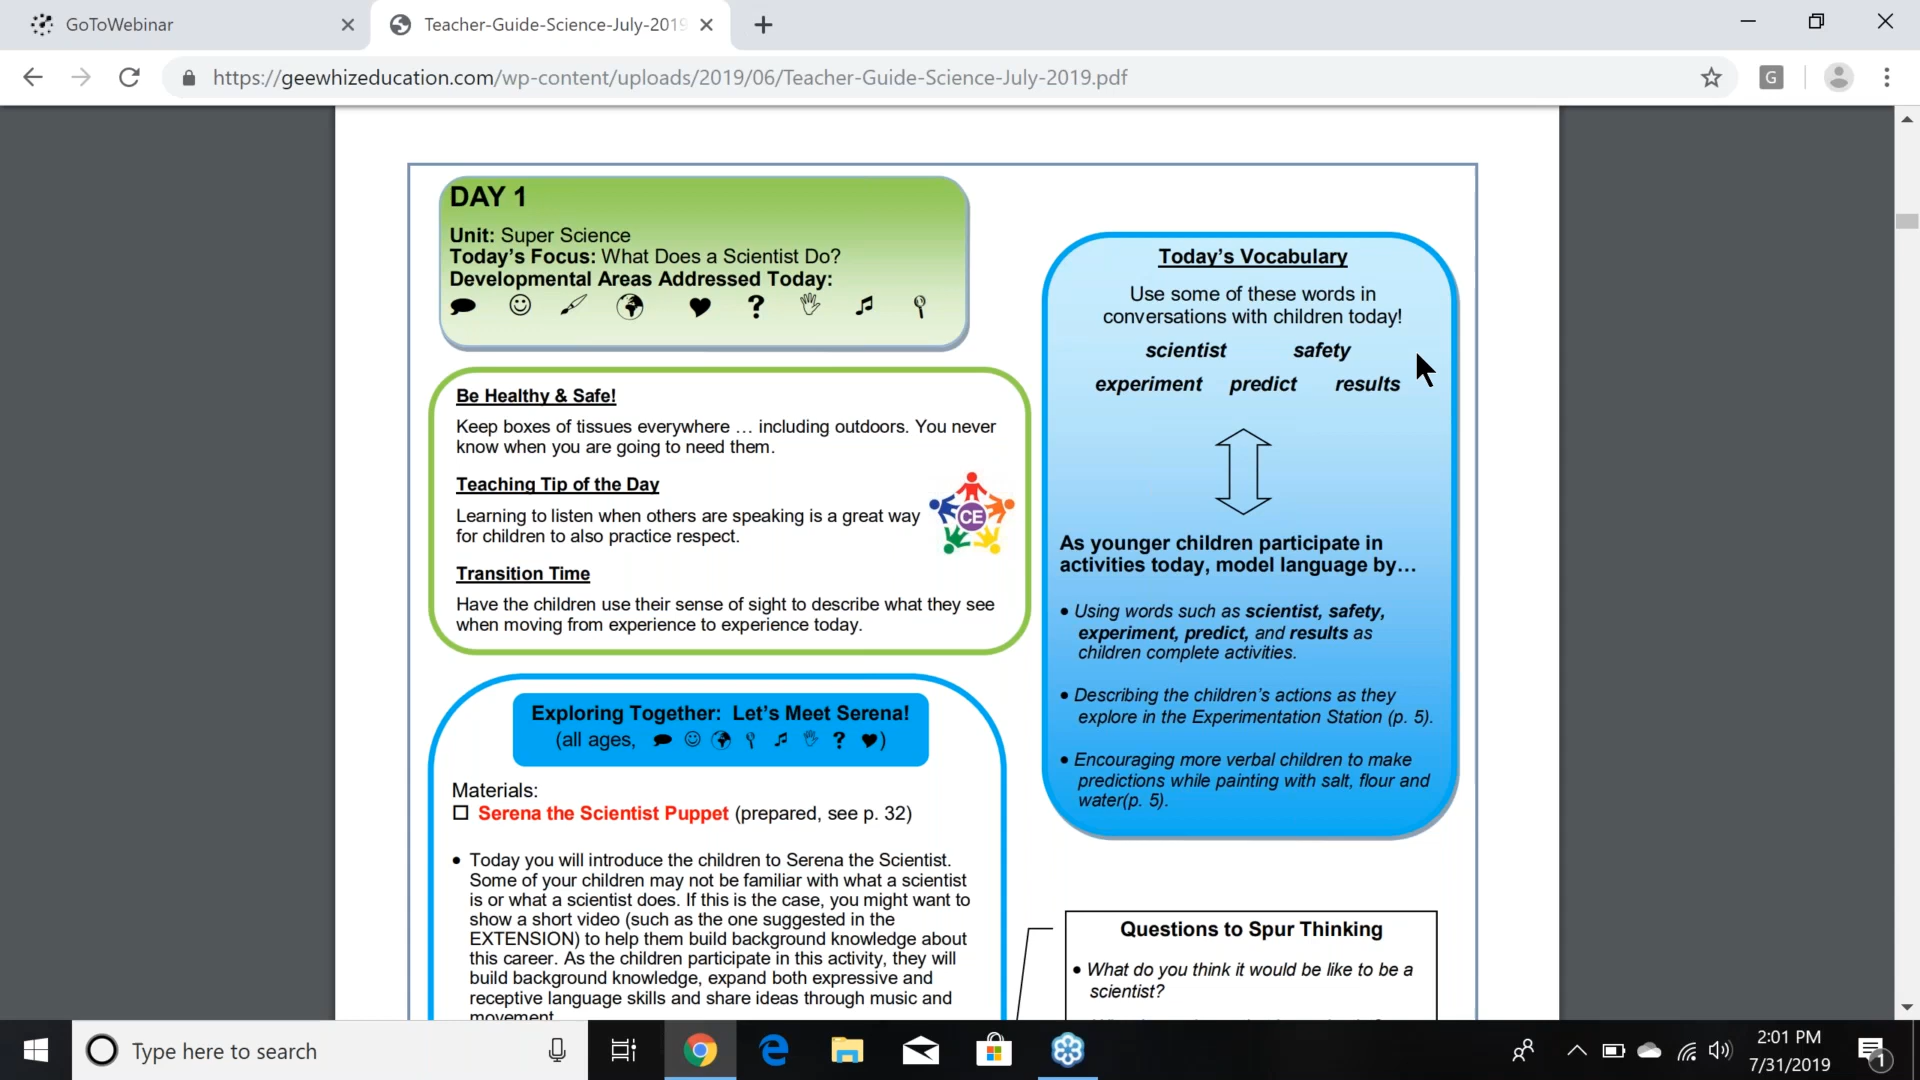 GoToWebinar
Teacher-Guide-Science-July-2019
https://geewhizeducation.com/wp-content/uploads/2019/06/Teacher-Guide-Science-July-2019.pdf
G
DAY 1
Unit: Super Science
Today's Focus: What Does a Scientist Do?
Developmental Areas Addressed Today:
Be Healthy & Safe!
Keep boxes of tissues everywhere … including outdoors. You never
know when you are going to need them.
Teaching Tip of the Day
Learning to listen when others are speaking is a great way
for children to also practice respect.
CE
Transition Time
Have the children use their sense of sight to describe what they see
when moving from experience to experience today.
Exploring Together: Let's Meet Serena!
(all ages, ?)
Materials:
☐ Serena the Scientist Puppet (prepared, see p. 32)
• Today you will introduce the children to Serena the Scientist.
Some of your children may not be familiar with what a scientist
is or what a scientist does. If this is the case, you might want to
show a short video (such as the one suggested in the
EXTENSION) to help them build background knowledge about
this career. As the children participate in this activity, they will
build background knowledge, expand both expressive and
receptive language skills and share ideas through music and
movement
Today's Vocabulary
Use some of these words in
conversations with children today!
scientist safety
experiment predict results
As younger children participate in
activities today, model language by…
• Using words such as scientist, safety,
experiment, predict, and results as
children complete activities.
• Describing the children's actions as they
explore in the Experimentation Station (p. 5).
• Encouraging more verbal children to make
predictions while painting with salt, flour and
water(p. 5).
Questions to Spur Thinking
• What do you think it would be like to be a
scientist?
Type here to search
2:01 PM
7/31/2019
1